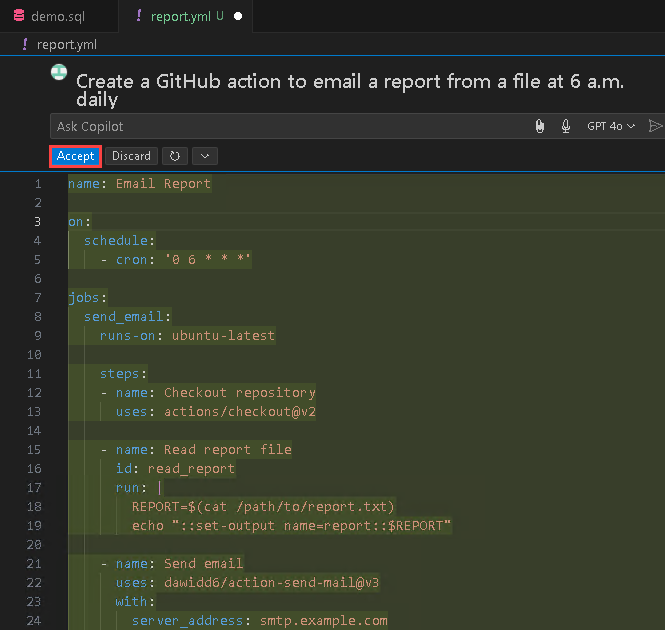 demo.sql
! report.yml U
! report.yml
Create a GitHub action to email a report from a file at 6 a.m.
daily
Ask Copilot
GPT 4o
Accept
Discard
1 name: Email Report
2
3 on:
4 schedule:
5 - cron: '0 6 * * *'
6
7 jobs:
8 send_email:
9 runs-on: ubuntu-latest
10
11 steps:
12 - name: Checkout repository
13 uses: actions/checkout@v2
14
15 - name: Read report file
16 id: read_report
17 run: |
18 REPORT=$(cat /path/to/report.txt)
19 echo "::set-output name=report::$REPORT"
20
21 - name: Send email
22 uses: dawidd6/action-send-mail@v3
23 with:
24 server_address: smtp.example.com